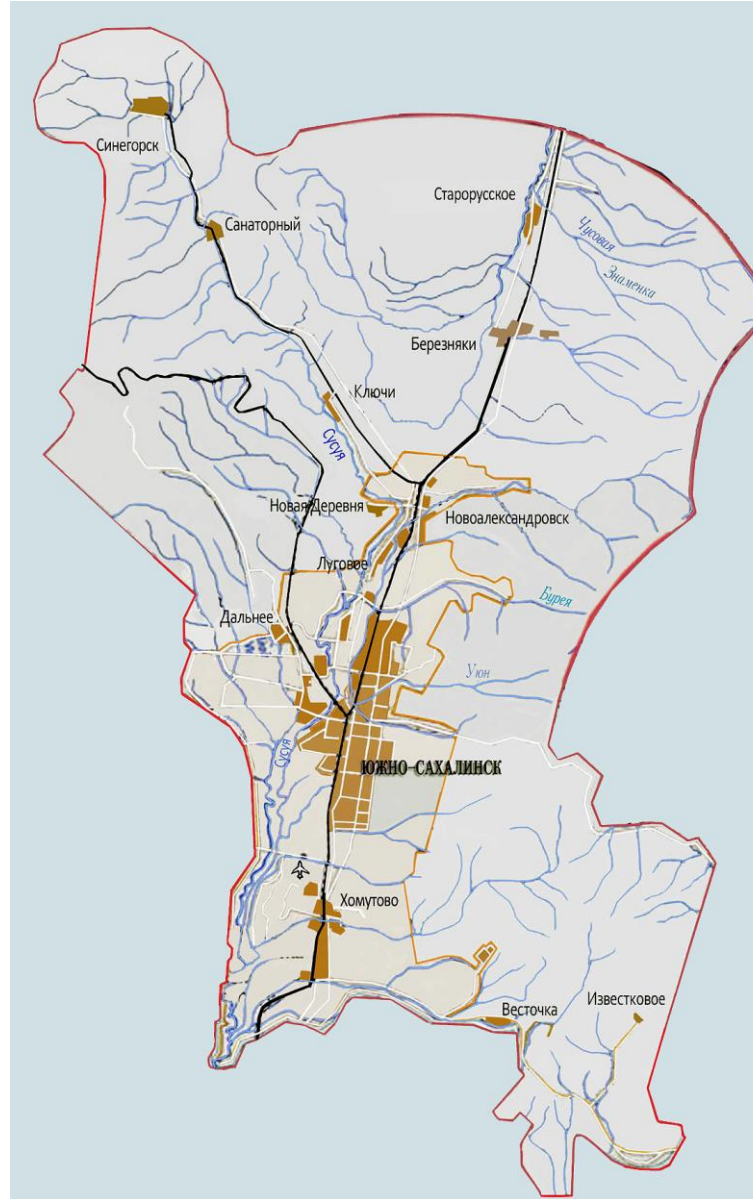 Синегорск
Старорусское
Санаторный
Чусовая
Знаменка
Березняки
Ключи
Сусуя
Новая Деревня
Новоалександровск
Луговое
Бурея
Дальнее
Уюн
Сусуя
ЮЖНО-САХАЛИНСК
Хомутово
Весточка
Известковое